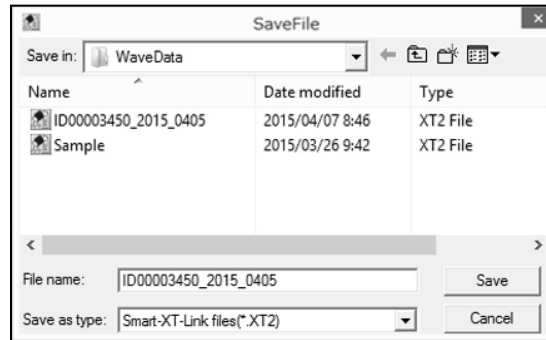 SaveFile
Save in: WaveData
Name Date modified Type
ID00003450_2015_0405 2015/04/07 8:46 XT2 File
Sample 2015/03/26 9:42 XT2 File
File name: ID00003450_2015_0405 Save
Save as type: Smart-XT-Link files(*.XT2) Cancel